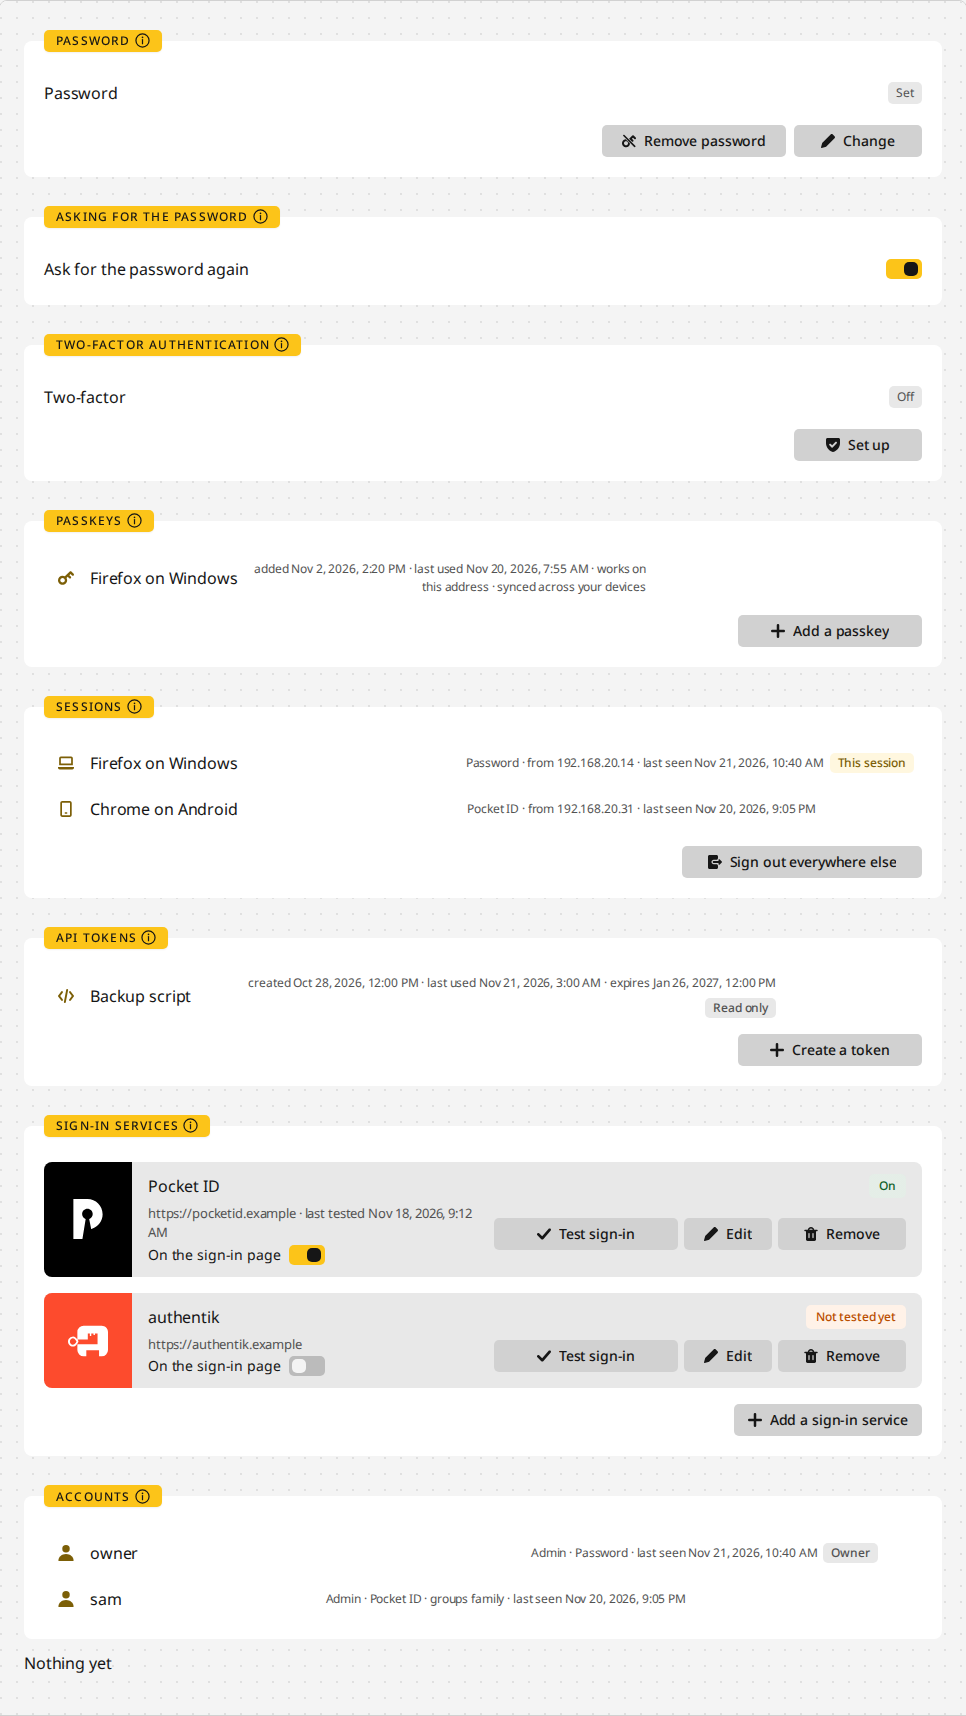 PASSWORD
Password
Set
Remove password
Change
ASKING FOR THE PASSWORD
Ask for the password again
TWO-FACTOR AUTHENTICATION
Two-factor
Off
Set up
PASSKEYS
Firefox on Windows
added Nov 2, 2026, 2:20 PM · last used Nov 20, 2026, 7:55 AM · works on
this address · synced across your devices
Add a passkey
SESSIONS
Firefox on Windows
Password · from 192.168.20.14 · last seen Nov 21, 2026, 10:40 AM
This session
Chrome on Android
Pocket ID · from 192.168.20.31 · last seen Nov 20, 2026, 9:05 PM
Sign out everywhere else
API TOKENS
Backup script
created Oct 28, 2026, 12:00 PM · last used Nov 21, 2026, 3:00 AM · expires Jan 26, 2027, 12:00 PM
Read only
Create a token
SIGN-IN SERVICES
Pocket ID
On
https://pocketid.example · last tested Nov 18, 2026, 9:12
AM
On the sign-in page
Test sign-in
Edit
Remove
authentik
Not tested yet
https://authentik.example
On the sign-in page
Test sign-in
Edit
Remove
Add a sign-in service
ACCOUNTS
owner
Admin · Password · last seen Nov 21, 2026, 10:40 AM
Owner
sam
Admin · Pocket ID · groups family · last seen Nov 20, 2026, 9:05 PM
Nothing yet